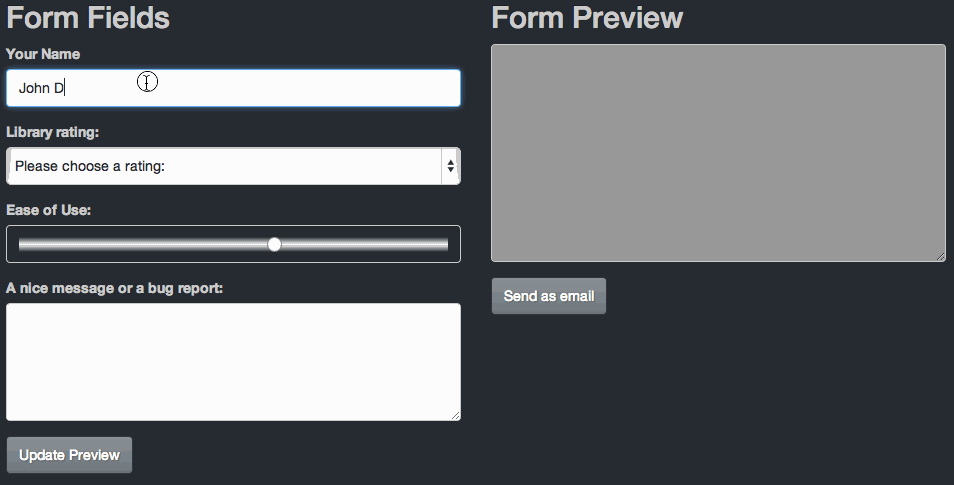 Form Fields
Your Name
John D
Library rating:
Please choose a rating:
Ease of Use:
A nice message or a bug report:
Update Preview
Form Preview
Send as email